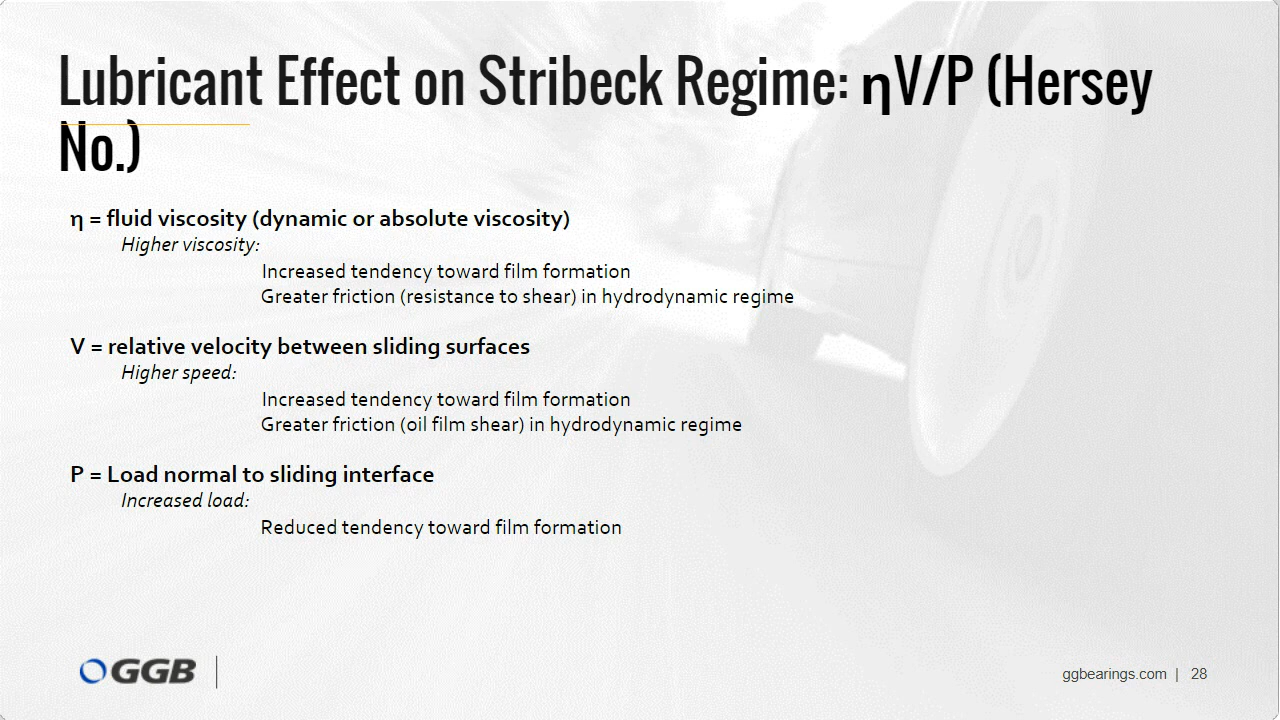 Lubricant Effect on Stribeck Regime: ηV/P (Hersey
No.)
η = fluid viscosity (dynamic or absolute viscosity)
Higher viscosity:
Increased tendency toward film formation
Greater friction (resistance to shear) in hydrodynamic regime
V = relative velocity between sliding surfaces
Higher speed:
Increased tendency toward film formation
Greater friction (oil film shear) in hydrodynamic regime
P = Load normal to sliding interface
Increased load:
Reduced tendency toward film formation
GGB
ggbearings.com | 28